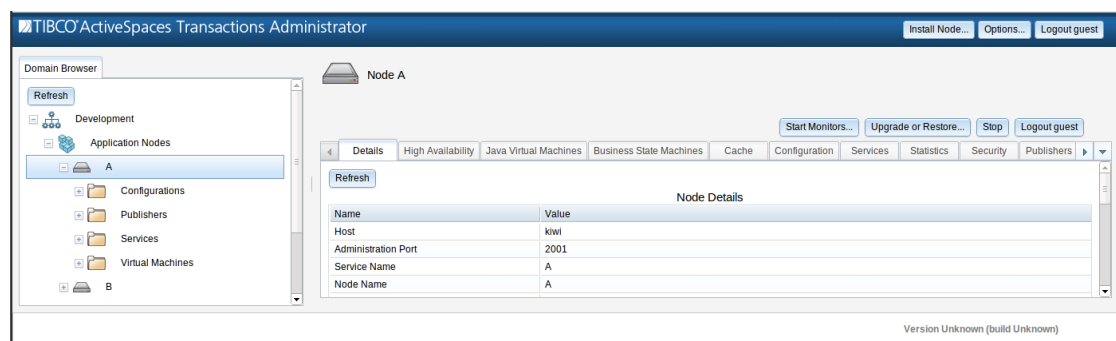 TIBCO® ActiveSpaces Transactions Administrator
Install Node... Options... Logout guest
Domain Browser
Refresh
Development
Application Nodes
A
Configurations
Publishers
Services
Virtual Machines
B
Node A
Start Monitors... Upgrade or Restore... Stop Logout guest
Details High Availability Java Virtual Machines Business State Machines Cache Configuration Services Statistics Security Publishers
Refresh
Node Details
Name Value
Host kiwi
Administration Port 2001
Service Name A
Node Name A
Version Unknown (build Unknown)